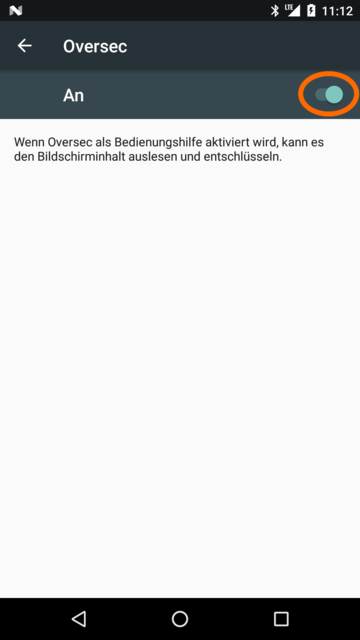 LTE 11:12
Oversec
An
Wenn Oversec als Bedienungshilfe aktiviert wird, kann es
den Bildschirminhalt auslesen und entschlüsseln.